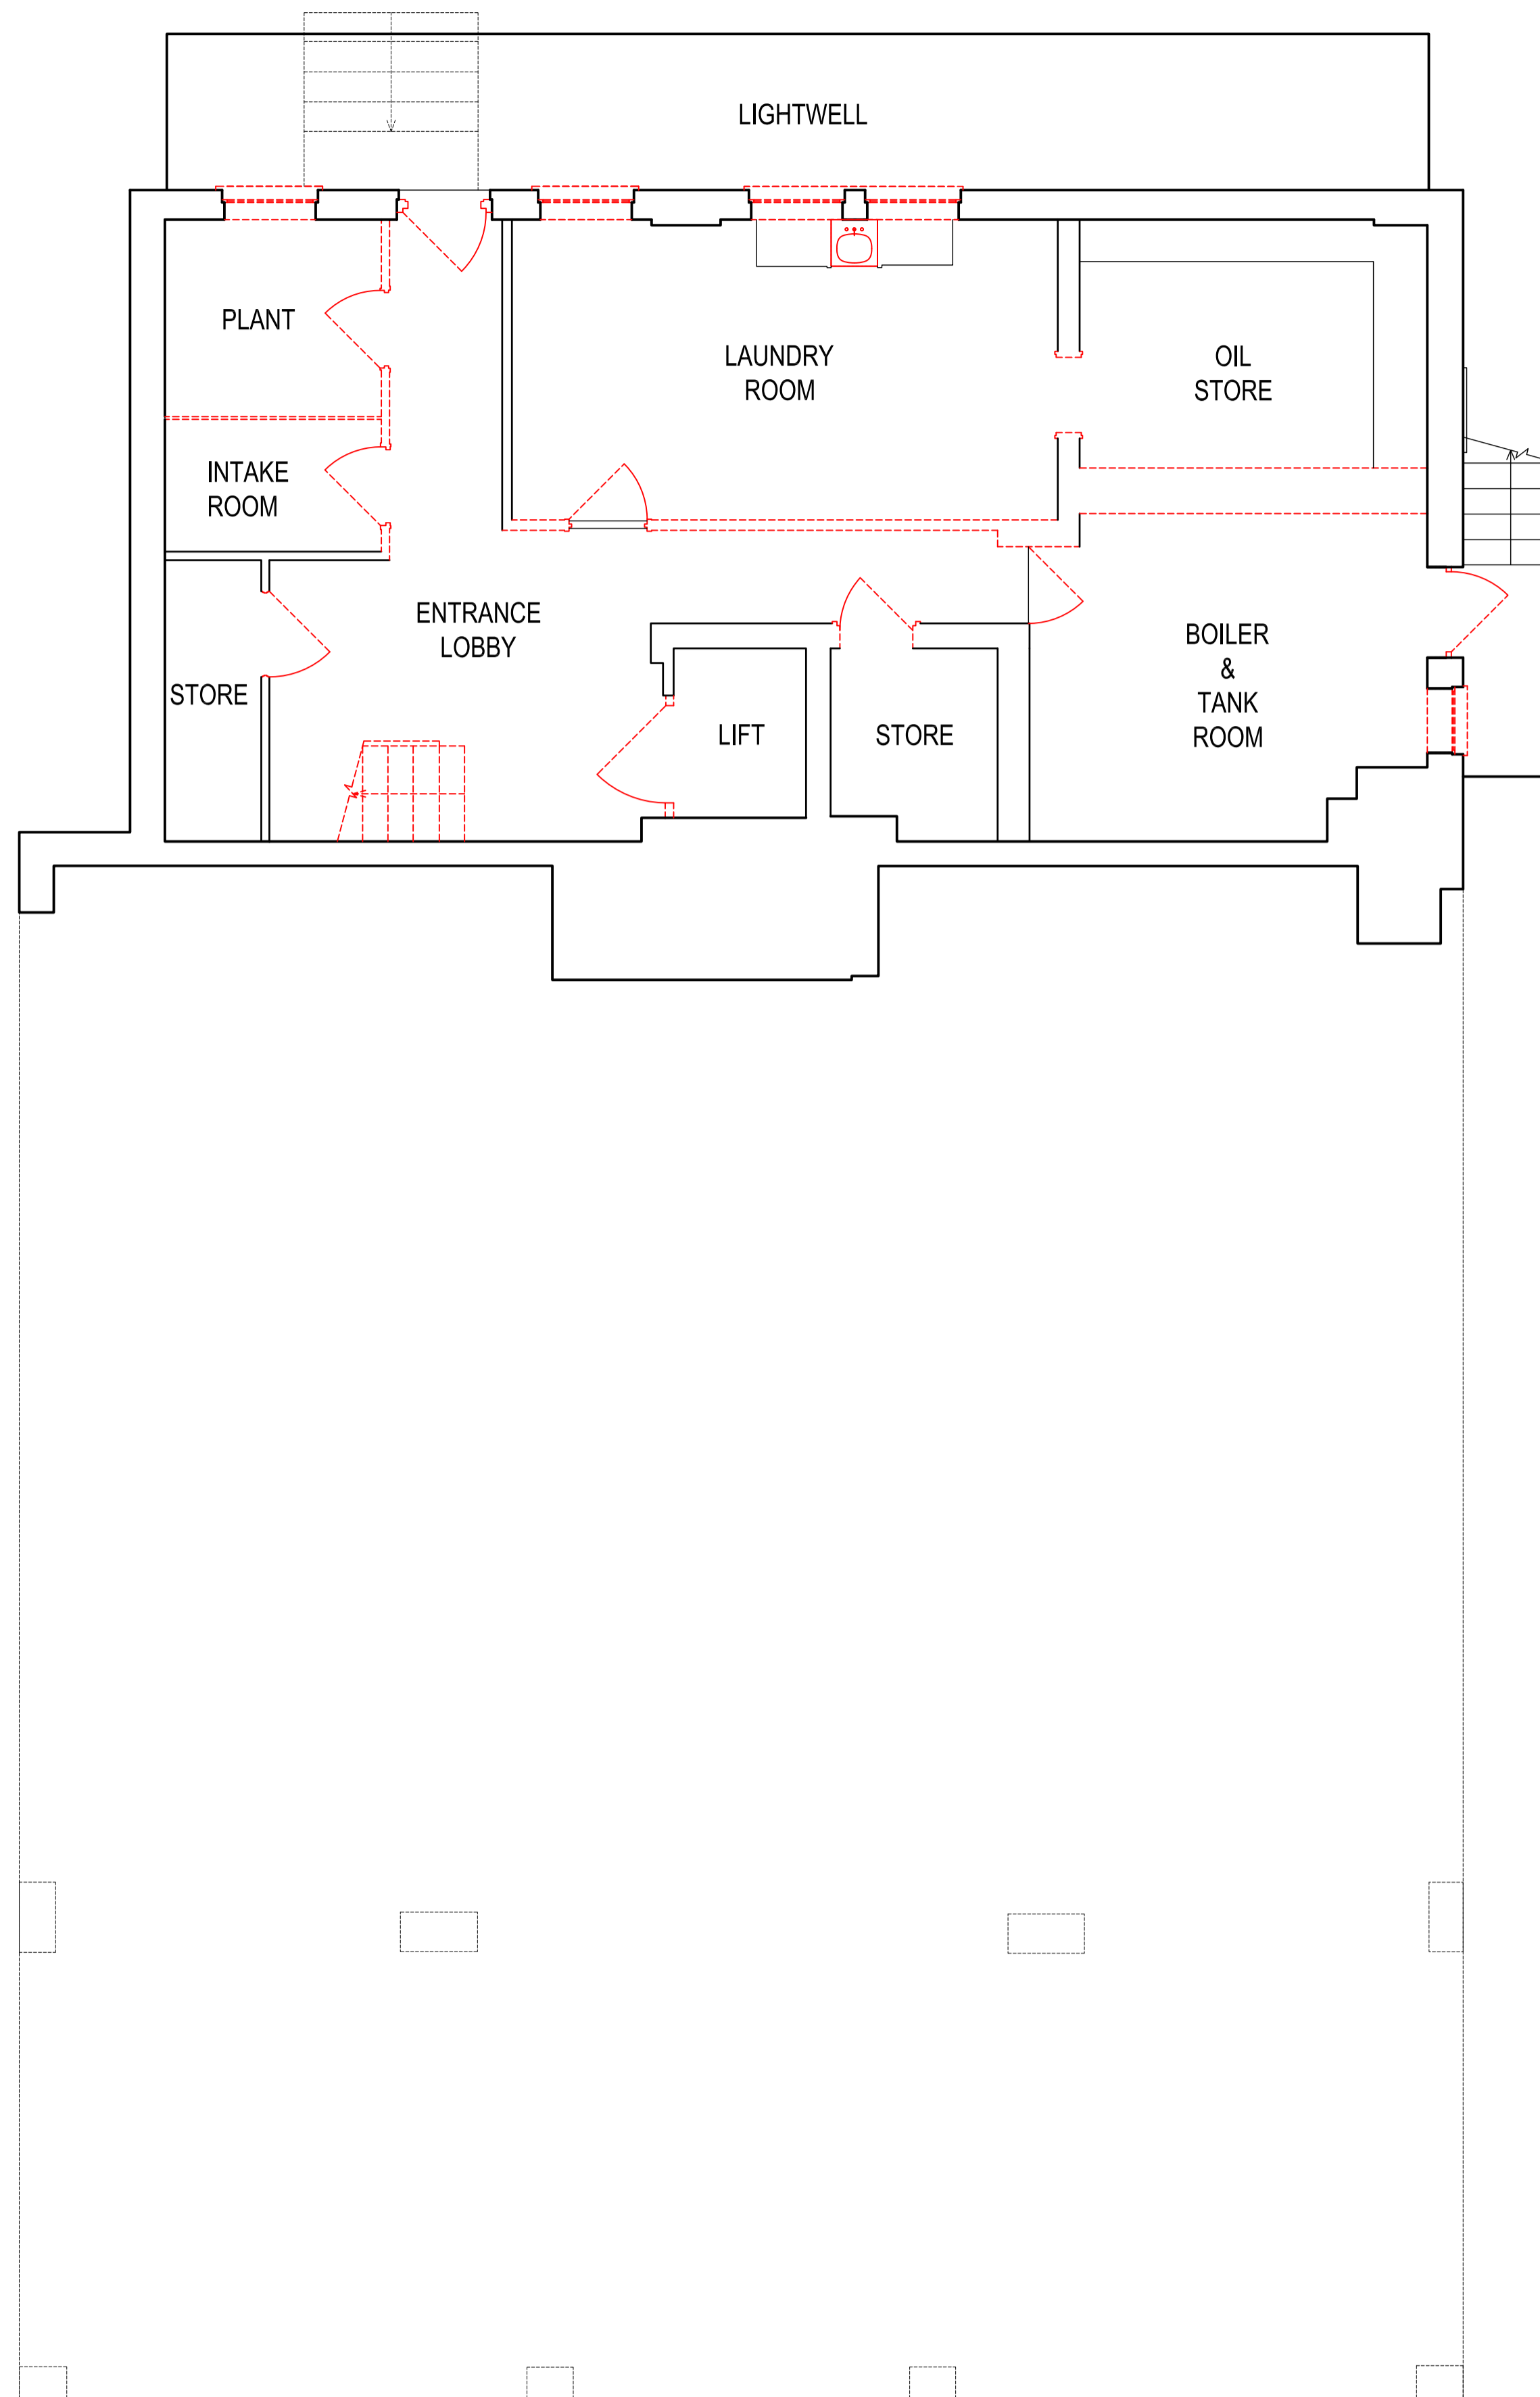 LIGHTWELL
PLANT
LAUNDRY
ROOM
OIL
STORE
INTAKE
ROOM
ENTRANCE
LOBBY
BOILER
&
TANK
ROOM
STORE
LIFT
STORE